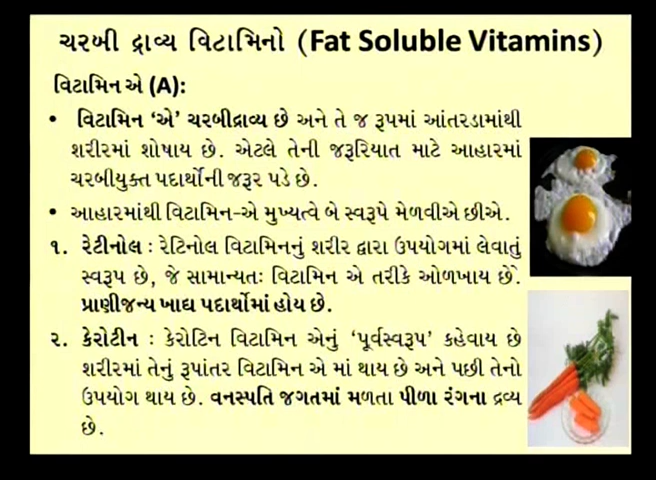 ચરબી દ્રાવ્ય વિટામિનો (Fat Soluble Vitamins)
વિટામિન એ (A):
• વિટામિન ‘એ’ ચરબીદ્રાવ્ય છે અને તે જ રૂપમાં આંતરડામાંથી
શરીરમાં શોષાય છે. એટલે તેની જરૂરિયાત માટે આહારમાં
ચરબીયુક્ત પદાર્થોની જરૂર પડે છે.
• આહારમાંથી વિટામિન-એ મુખ્યત્વે બે સ્વરૂપે મેળવીએ છીએ.
૧. રેટીનોલ : રેટિનોલ વિટામિનનું શરીર દ્વારા ઉપયોગમાં લેવાતું
સ્વરૂપ છે, જે સામાન્યતઃ વિટામિન એ તરીકે ઓળખાય છેે.
પ્રાણીજન્ય ખાદ્ય પદાર્થોમાં હોય છે.
૨. કેરોટીન : કેરોટિન વિટામિન એનું ‘પૂર્વસ્વરૂપ’ કહેવાય છે
શરીરમાં તેનું રૂપાંતર વિટામિન એ માં થાય છે અને પછી તેનો
ઉપયોગ થાય છે. વનસ્પતિ જગતમાં મળતા પીળા રંગના દ્રવ્ય
છે.